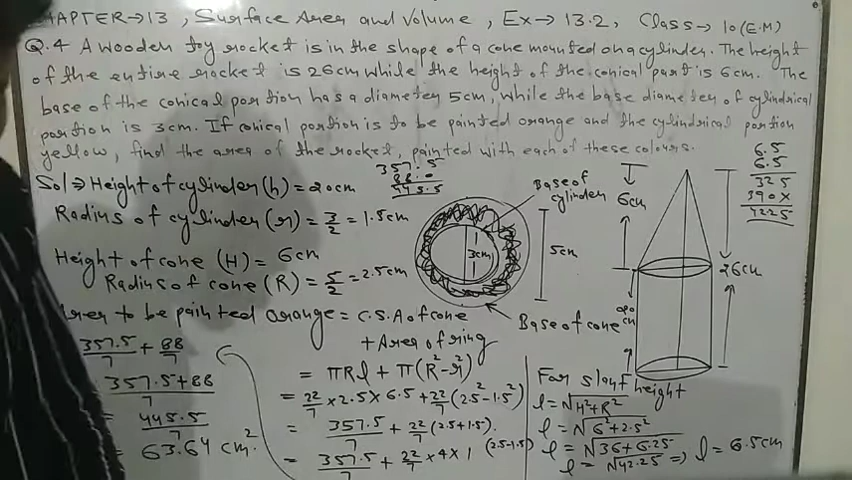 CHAPTER→13, Surface Area and Volume, Ex→13.2, Class→10(E.M)
Q.4 A wooden toy rocket is in the shape of a cone mounted on a cylinder. The height
of the entire rocket is 26cm while the height of the conical part is 6cm. The
base of the conical portion has a diameter 5cm, while the base diameter of cylindrical
portion is 3cm. If conical portion is to be painted orange and the cylindrical portion
yellow, find the area of the rocket, painted with each of these colours.
357.5
88.0
445.5
6.5
6.5
325
390x
4225
Sol⇒Height of cylinder(h)=20cm
Radius of cylinder(r)=3/2=1.5cm
Height of cone (H)=6cm
Radius of cone (R)=5/2=2.5cm
Base of
cylinder
3cm
5cm
Base of cone
6cm
26cm
20
cm
Area to be painted orange=C.S.A of cone
+Area of ring
=πRl+π(R²-r²)
=22/7×2.5×6.5+22/7(2.5²-1.5²)
=357.5/7+22/7(2.5+1.5).
(2.5-1.5)
=357.5/7+22/7×4×1
357.5/7+88/7
357.5+88/7
=445.5/7
=63.64 cm²
For slant height
l=√H²+R²
l=√6²+2.5²
l=√36+6.25
l=√42.25⇒l=6.5cm